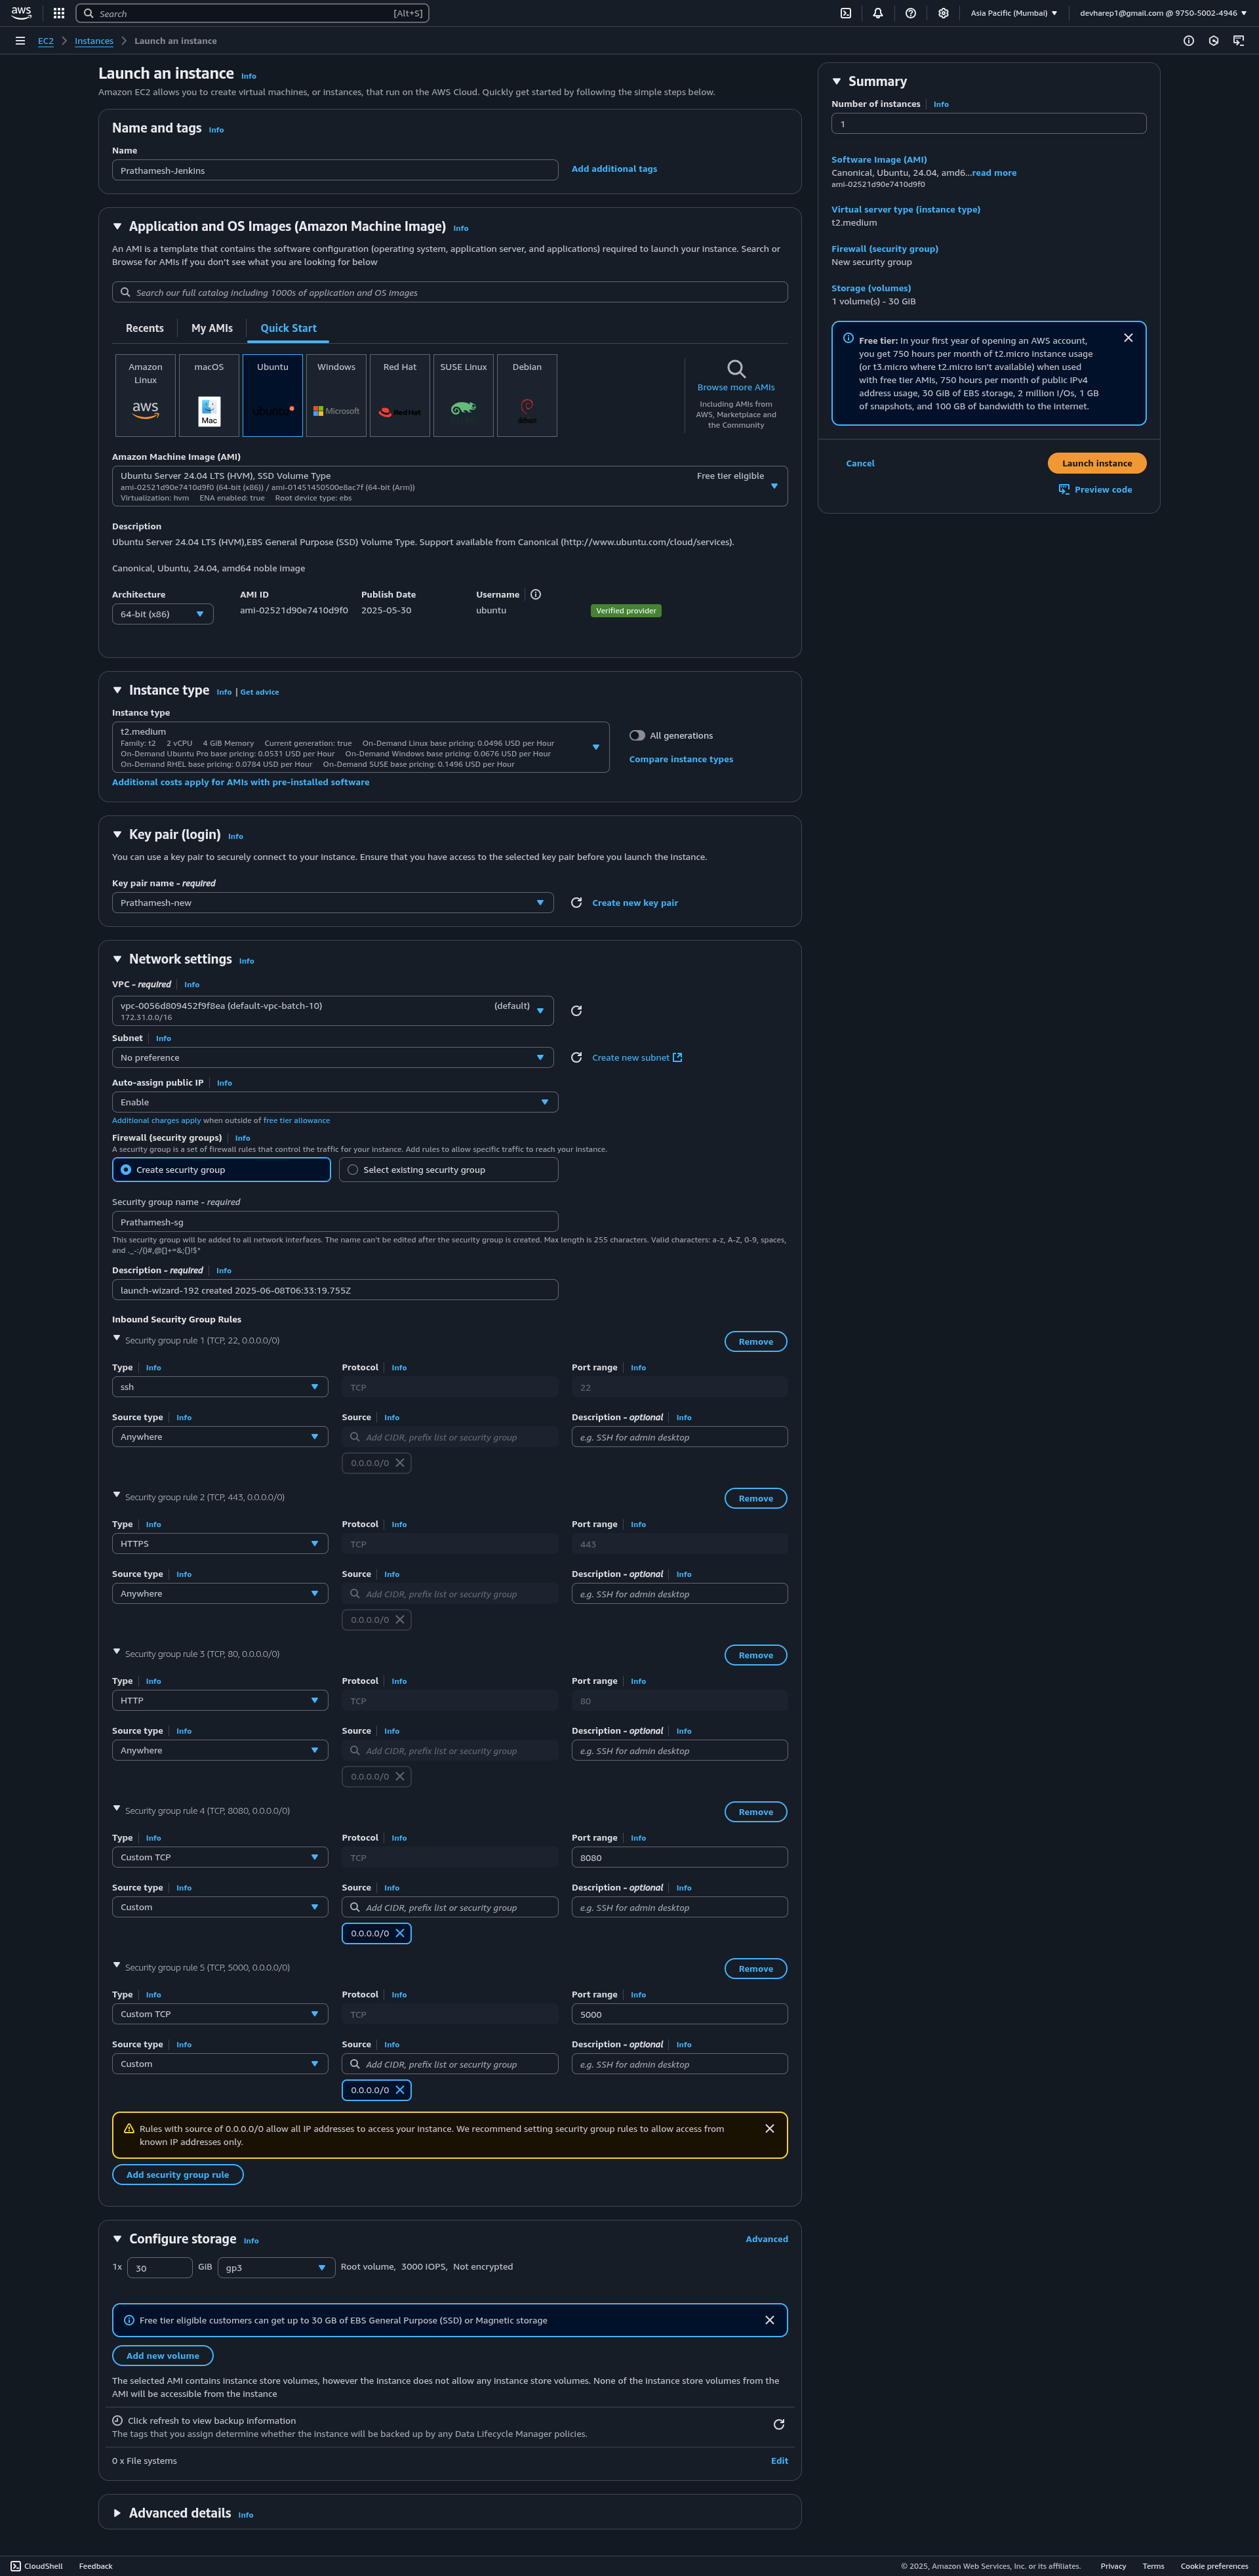 aws
Search [Alt+S]
Asia Pacific (Mumbai)
devharep1@gmail.com @ 9750-5002-4946
EC2 Instances Launch an instance
Launch an instance Info
Amazon EC2 allows you to create virtual machines, or instances, that run on the AWS Cloud. Quickly get started by following the simple steps below.
Name and tags Info
Name
Prathamesh-Jenkins Add additional tags
Application and OS Images (Amazon Machine Image) Info
An AMI is a template that contains the software configuration (operating system, application server, and applications) required to launch your instance. Search or
Browse for AMIs if you don't see what you are looking for below
Search our full catalog including 1000s of application and OS images
Recents My AMIs Quick Start
Amazon
Linux
aws
macOS
Mac
Ubuntu
ubuntu
Windows
Microsoft
Red Hat
Red Hat
SUSE Linux
Debian
debian
Browse more AMIs
Including AMIs from
AWS, Marketplace and
the Community
Amazon Machine Image (AMI)
Ubuntu Server 24.04 LTS (HVM), SSD Volume Type Free tier eligible
ami-02521d90e7410d9f0 (64-bit (x86)) / ami-01451450500e8ac7f (64-bit (Arm))
Virtualization: hvm ENA enabled: true Root device type: ebs
Description
Ubuntu Server 24.04 LTS (HVM),EBS General Purpose (SSD) Volume Type. Support available from Canonical (http://www.ubuntu.com/cloud/services).
Canonical, Ubuntu, 24.04, amd64 noble image
Architecture AMI ID Publish Date Username
64-bit (x86) ami-02521d90e7410d9f0 2025-05-30 ubuntu Verified provider
Instance type Info | Get advice
Instance type
t2.medium
Family: t2 2 vCPU 4 GiB Memory Current generation: true On-Demand Linux base pricing: 0.0496 USD per Hour
On-Demand Ubuntu Pro base pricing: 0.0531 USD per Hour On-Demand Windows base pricing: 0.0676 USD per Hour
On-Demand RHEL base pricing: 0.0784 USD per Hour On-Demand SUSE base pricing: 0.1496 USD per Hour
All generations
Compare instance types
Additional costs apply for AMIs with pre-installed software
Key pair (login) Info
You can use a key pair to securely connect to your instance. Ensure that you have access to the selected key pair before you launch the instance.
Key pair name - required
Prathamesh-new Create new key pair
Network settings Info
VPC - required Info
vpc-0056d809452f9f8ea (default-vpc-batch-10) (default)
172.31.0.0/16
Subnet Info
No preference Create new subnet
Auto-assign public IP Info
Enable
Additional charges apply when outside of free tier allowance
Firewall (security groups) Info
A security group is a set of firewall rules that control the traffic for your instance. Add rules to allow specific traffic to reach your instance.
Create security group Select existing security group
Security group name - required
Prathamesh-sg
This security group will be added to all network interfaces. The name can't be edited after the security group is created. Max length is 255 characters. Valid characters: a-z, A-Z, 0-9, spaces,
and ._-:/()#,@[]+=&;{}!$*
Description - required Info
launch-wizard-192 created 2025-06-08T06:33:19.755Z
Inbound Security Group Rules
Security group rule 1 (TCP, 22, 0.0.0.0/0) Remove
Type Info Protocol Info Port range Info
ssh TCP 22
Source type Info Source Info Description - optional Info
Anywhere Add CIDR, prefix list or security group e.g. SSH for admin desktop
0.0.0.0/0
Security group rule 2 (TCP, 443, 0.0.0.0/0) Remove
Type Info Protocol Info Port range Info
HTTPS TCP 443
Source type Info Source Info Description - optional Info
Anywhere Add CIDR, prefix list or security group e.g. SSH for admin desktop
0.0.0.0/0
Security group rule 3 (TCP, 80, 0.0.0.0/0) Remove
Type Info Protocol Info Port range Info
HTTP TCP 80
Source type Info Source Info Description - optional Info
Anywhere Add CIDR, prefix list or security group e.g. SSH for admin desktop
0.0.0.0/0
Security group rule 4 (TCP, 8080, 0.0.0.0/0) Remove
Type Info Protocol Info Port range Info
Custom TCP TCP 8080
Source type Info Source Info Description - optional Info
Custom Add CIDR, prefix list or security group e.g. SSH for admin desktop
0.0.0.0/0
Security group rule 5 (TCP, 5000, 0.0.0.0/0) Remove
Type Info Protocol Info Port range Info
Custom TCP TCP 5000
Source type Info Source Info Description - optional Info
Custom Add CIDR, prefix list or security group e.g. SSH for admin desktop
0.0.0.0/0
Rules with source of 0.0.0.0/0 allow all IP addresses to access your instance. We recommend setting security group rules to allow access from
known IP addresses only.
Add security group rule
Configure storage Info Advanced
1x 30 GiB gp3 Root volume, 3000 IOPS, Not encrypted
Free tier eligible customers can get up to 30 GB of EBS General Purpose (SSD) or Magnetic storage
Add new volume
The selected AMI contains instance store volumes, however the instance does not allow any instance store volumes. None of the instance store volumes from the
AMI will be accessible from the instance
Click refresh to view backup information
The tags that you assign determine whether the instance will be backed up by any Data Lifecycle Manager policies.
0 x File systems Edit
Advanced details Info
Summary
Number of instances Info
1
Software Image (AMI)
Canonical, Ubuntu, 24.04, amd6...read more
ami-02521d90e7410d9f0
Virtual server type (instance type)
t2.medium
Firewall (security group)
New security group
Storage (volumes)
1 volume(s) - 30 GiB
Free tier: In your first year of opening an AWS account,
you get 750 hours per month of t2.micro instance usage
(or t3.micro where t2.micro isn't available) when used
with free tier AMIs, 750 hours per month of public IPv4
address usage, 30 GiB of EBS storage, 2 million I/Os, 1 GB
of snapshots, and 100 GB of bandwidth to the internet.
Cancel Launch instance
Preview code
CloudShell Feedback © 2025, Amazon Web Services, Inc. or its affiliates. Privacy Terms Cookie preferences